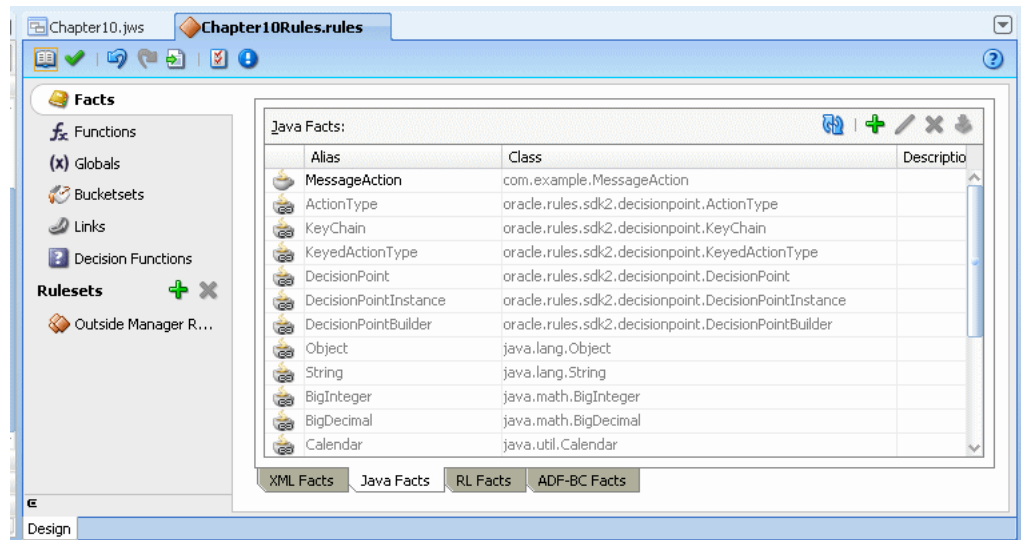 Chapter10.jws
Chapter10Rules.rules
Facts
fx Functions
(x) Globals
Bucketsets
Links
Decision Functions
Rulesets
Outside Manager R...
Java Facts:
Alias Class Descriptio
MessageAction com.example.MessageAction
ActionType oracle.rules.sdk2.decisionpoint.ActionType
KeyChain oracle.rules.sdk2.decisionpoint.KeyChain
KeyedActionType oracle.rules.sdk2.decisionpoint.KeyedActionType
DecisionPoint oracle.rules.sdk2.decisionpoint.DecisionPoint
DecisionPointInstance oracle.rules.sdk2.decisionpoint.DecisionPointInstance
DecisionPointBuilder oracle.rules.sdk2.decisionpoint.DecisionPointBuilder
Object java.lang.Object
String java.lang.String
BigInteger java.math.BigInteger
BigDecimal java.math.BigDecimal
Calendar java.util.Calendar
XML Facts Java Facts RL Facts ADF-BC Facts
Design